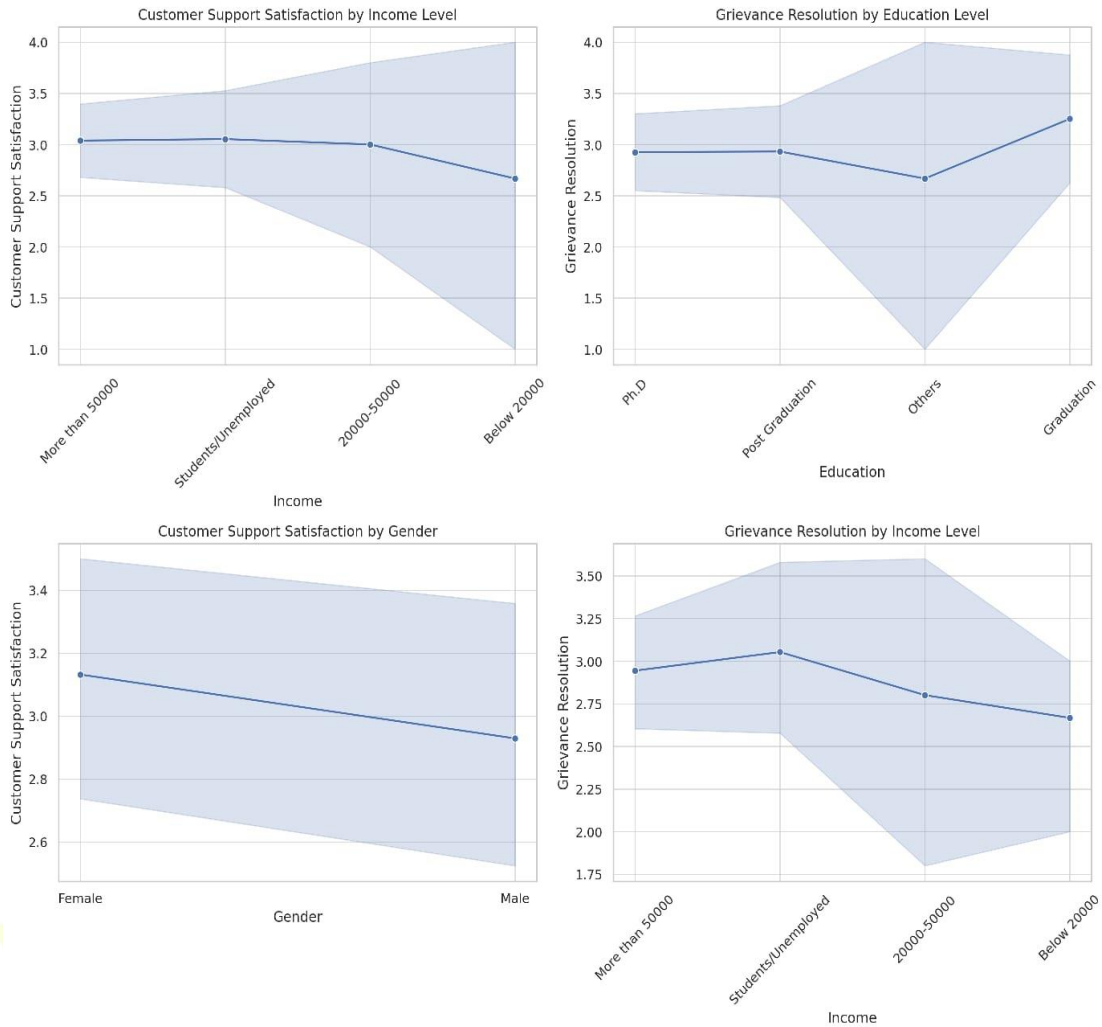 Customer Support Satisfaction by Income Level
Customer Support Satisfaction
4.0
3.5
3.0
2.5
2.0
1.5
1.0
More than 50000
Students/Unemployed
20000-50000
Below 20000
Income
Grievance Resolution by Education Level
Grievance Resolution
4.0
3.5
3.0
2.5
2.0
1.5
1.0
Ph.D
Post Graduation
Others
Graduation
Education
Customer Support Satisfaction by Gender
Customer Support Satisfaction
3.4
3.2
3.0
2.8
2.6
Female
Male
Gender
Grievance Resolution by Income Level
Grievance Resolution
3.50
3.25
3.00
2.75
2.50
2.25
2.00
1.75
More than 50000
Students/Unemployed
20000-50000
Below 20000
Income